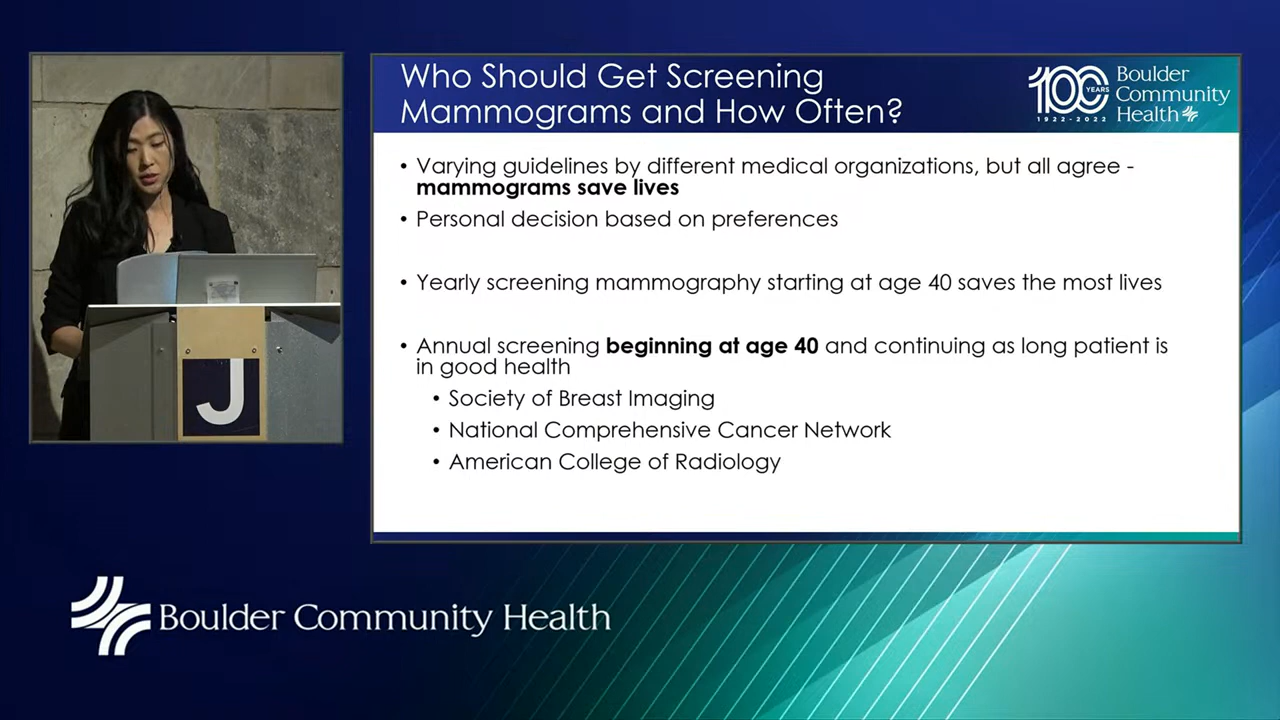 Who Should Get Screening
Mammograms and How Often?
100
YEARS
1922-2022
Boulder
Community
Health
• Varying guidelines by different medical organizations, but all agree -
mammograms save lives
• Personal decision based on preferences
• Yearly screening mammography starting at age 40 saves the most lives
• Annual screening beginning at age 40 and continuing as long patient is
in good health
• Society of Breast Imaging
• National Comprehensive Cancer Network
• American College of Radiology
J
Boulder Community Health